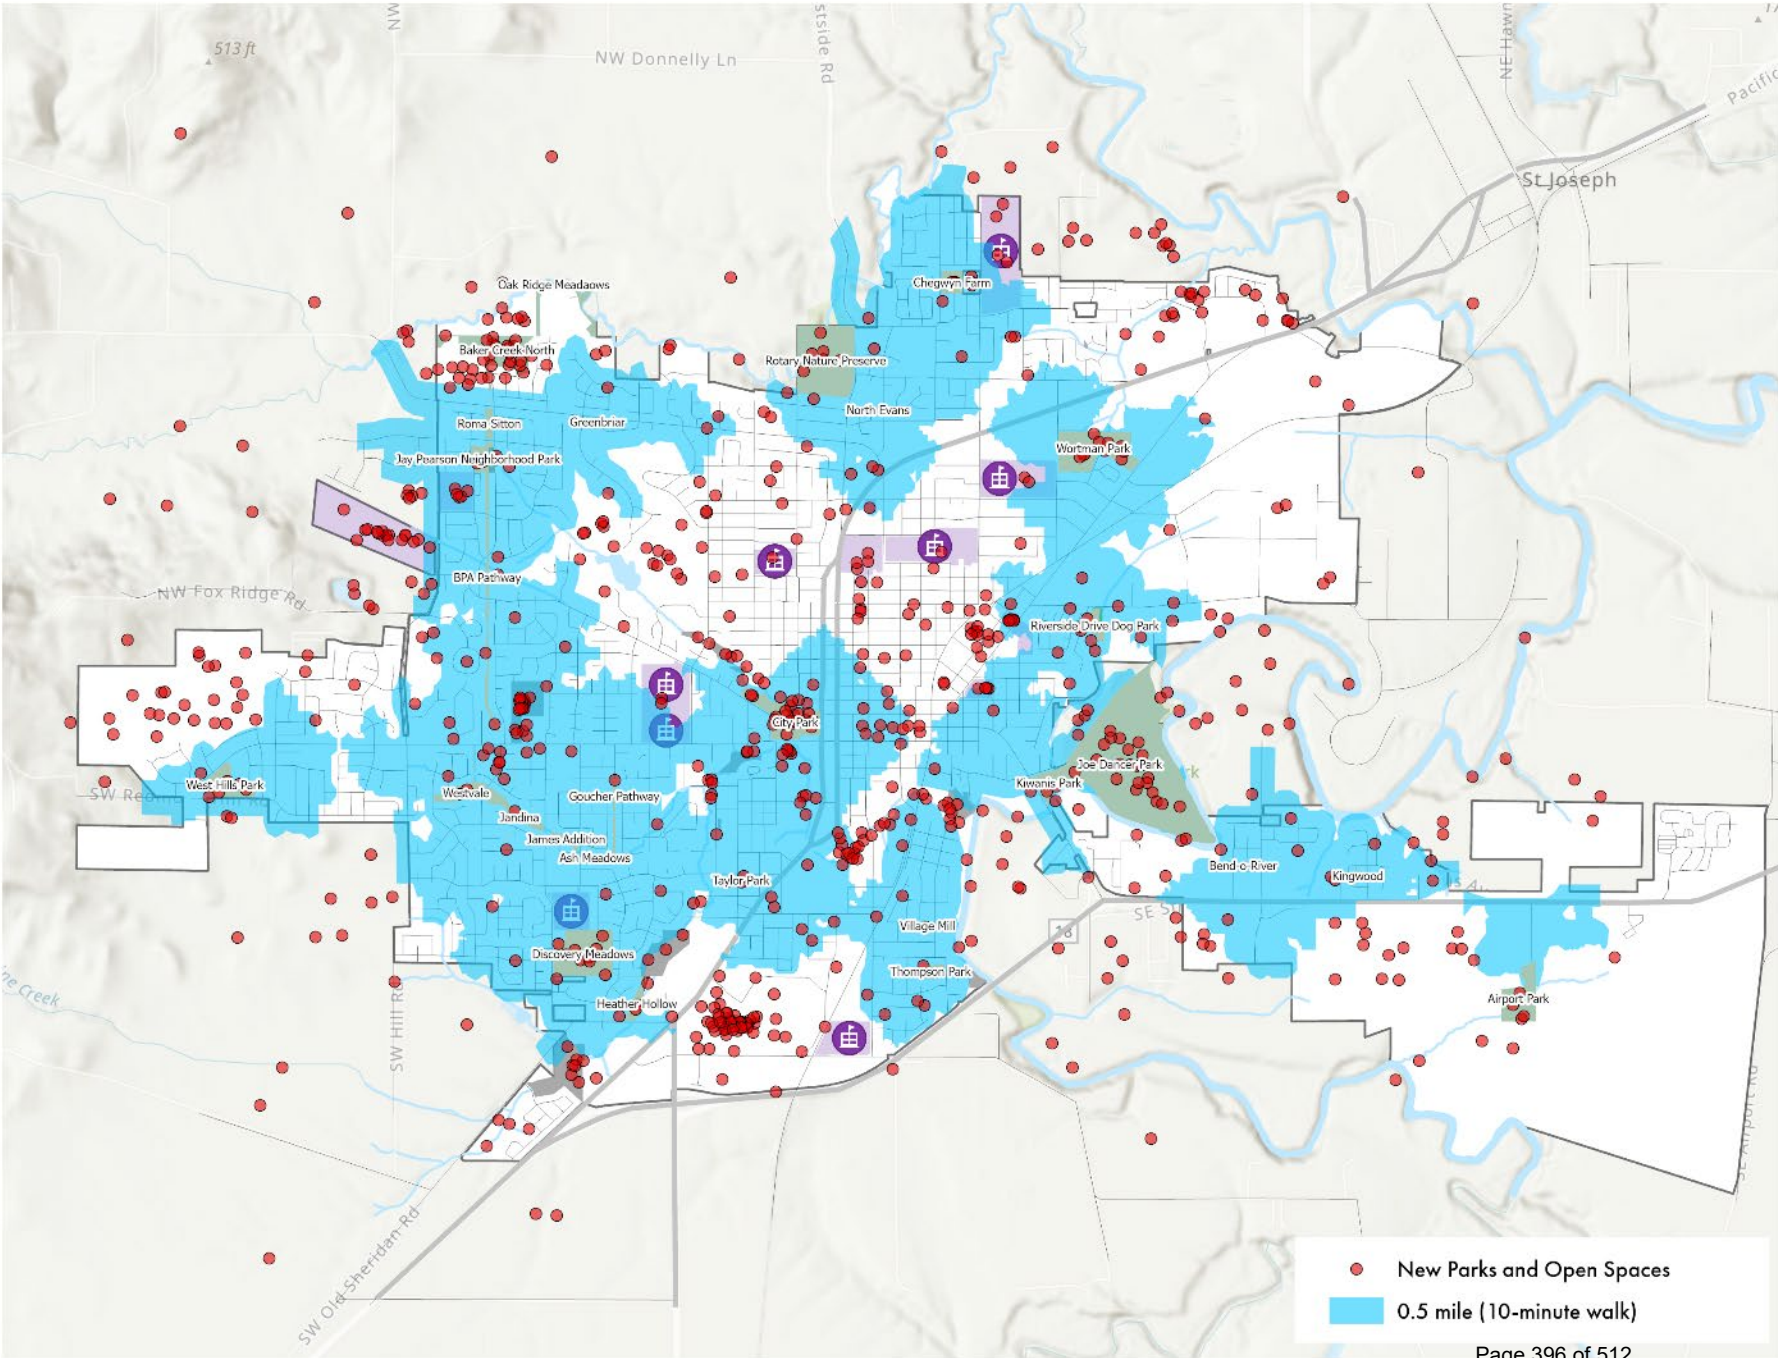 513 ft
NW Donnelly Ln
NW
stside Rd
NE Hawn
Pacific
St Joseph
Chegwyn Farm
Oak Ridge Meadaows
Baker Creek North
Rotary Nature Preserve
North Evans
Roma Sitton
Greenbriar
Wortman Park
Jay Pearson Neighborhood Park
BPA Pathway
NW Fox Ridge Rd
Riverside Drive Dog Park
City Park
Joe Dancer Park
rk
Kiwanis Park
West Hills Park
Westvale
Goucher Pathway
Jandina
James Addition
Ash Meadows
Taylor Park
Bend-o-River
Kingwood
Village Mill
18
Discovery Meadows
Thompson Park
Heather Hollow
Airport Park
SW Hill Rd
SE Airport Rd
SW Old Sheridan Rd
New Parks and Open Spaces
0.5 mile (10-minute walk)
Page 396 of 512